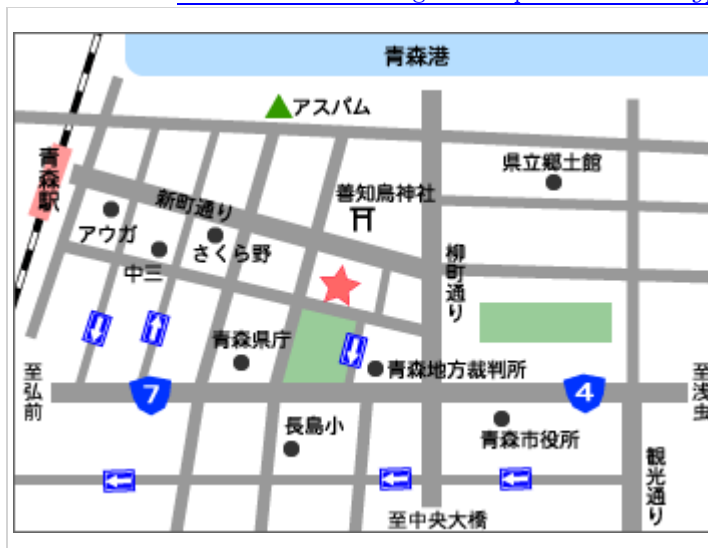 青森港
アスパム
県立郷土館
青森駅
善知鳥神社
新町通り
アウガ
さくら野
中三
柳町通り
青森県庁
青森地方裁判所
至弘前
7
4
至浅虫
長島小
青森市役所
観光通り
至中央大橋